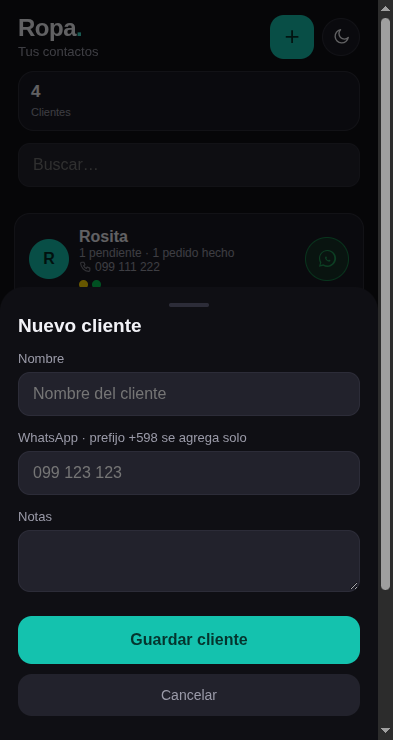 Ropa.
Tus contactos
4
Clientes
Buscar…
R
Rosita
1 pendiente · 1 pedido hecho
099 111 222
Nuevo cliente
Nombre
Nombre del cliente
WhatsApp · prefijo +598 se agrega solo
099 123 123
Notas
Guardar cliente
Cancelar